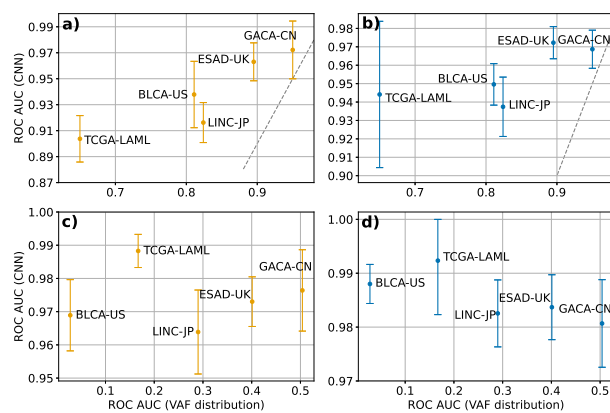 a)
ROC AUC (CNN)
0.99
0.97
0.95
0.93
0.91
0.89
0.87
GACA-CN
ESAD-UK
BLCA-US
LINC-JP
TCGA-LAML
0.7
0.8
0.9
b)
0.98
0.97
0.96
0.95
0.94
0.93
0.92
0.91
0.90
ESAD-UK
GACA-CN
BLCA-US
TCGA-LAML
LINC-JP
0.7
0.8
0.9
c)
ROC AUC (CNN)
1.00
0.99
0.98
0.97
0.96
0.95
TCGA-LAML
GACA-CN
ESAD-UK
BLCA-US
LINC-JP
0.1
0.2
0.3
0.4
0.5
ROC AUC (VAF distribution)
d)
1.00
0.99
0.98
0.97
TCGA-LAML
BLCA-US
ESAD-UK
LINC-JP
GACA-CN
0.1
0.2
0.3
0.4
0.5
ROC AUC (VAF distribution)